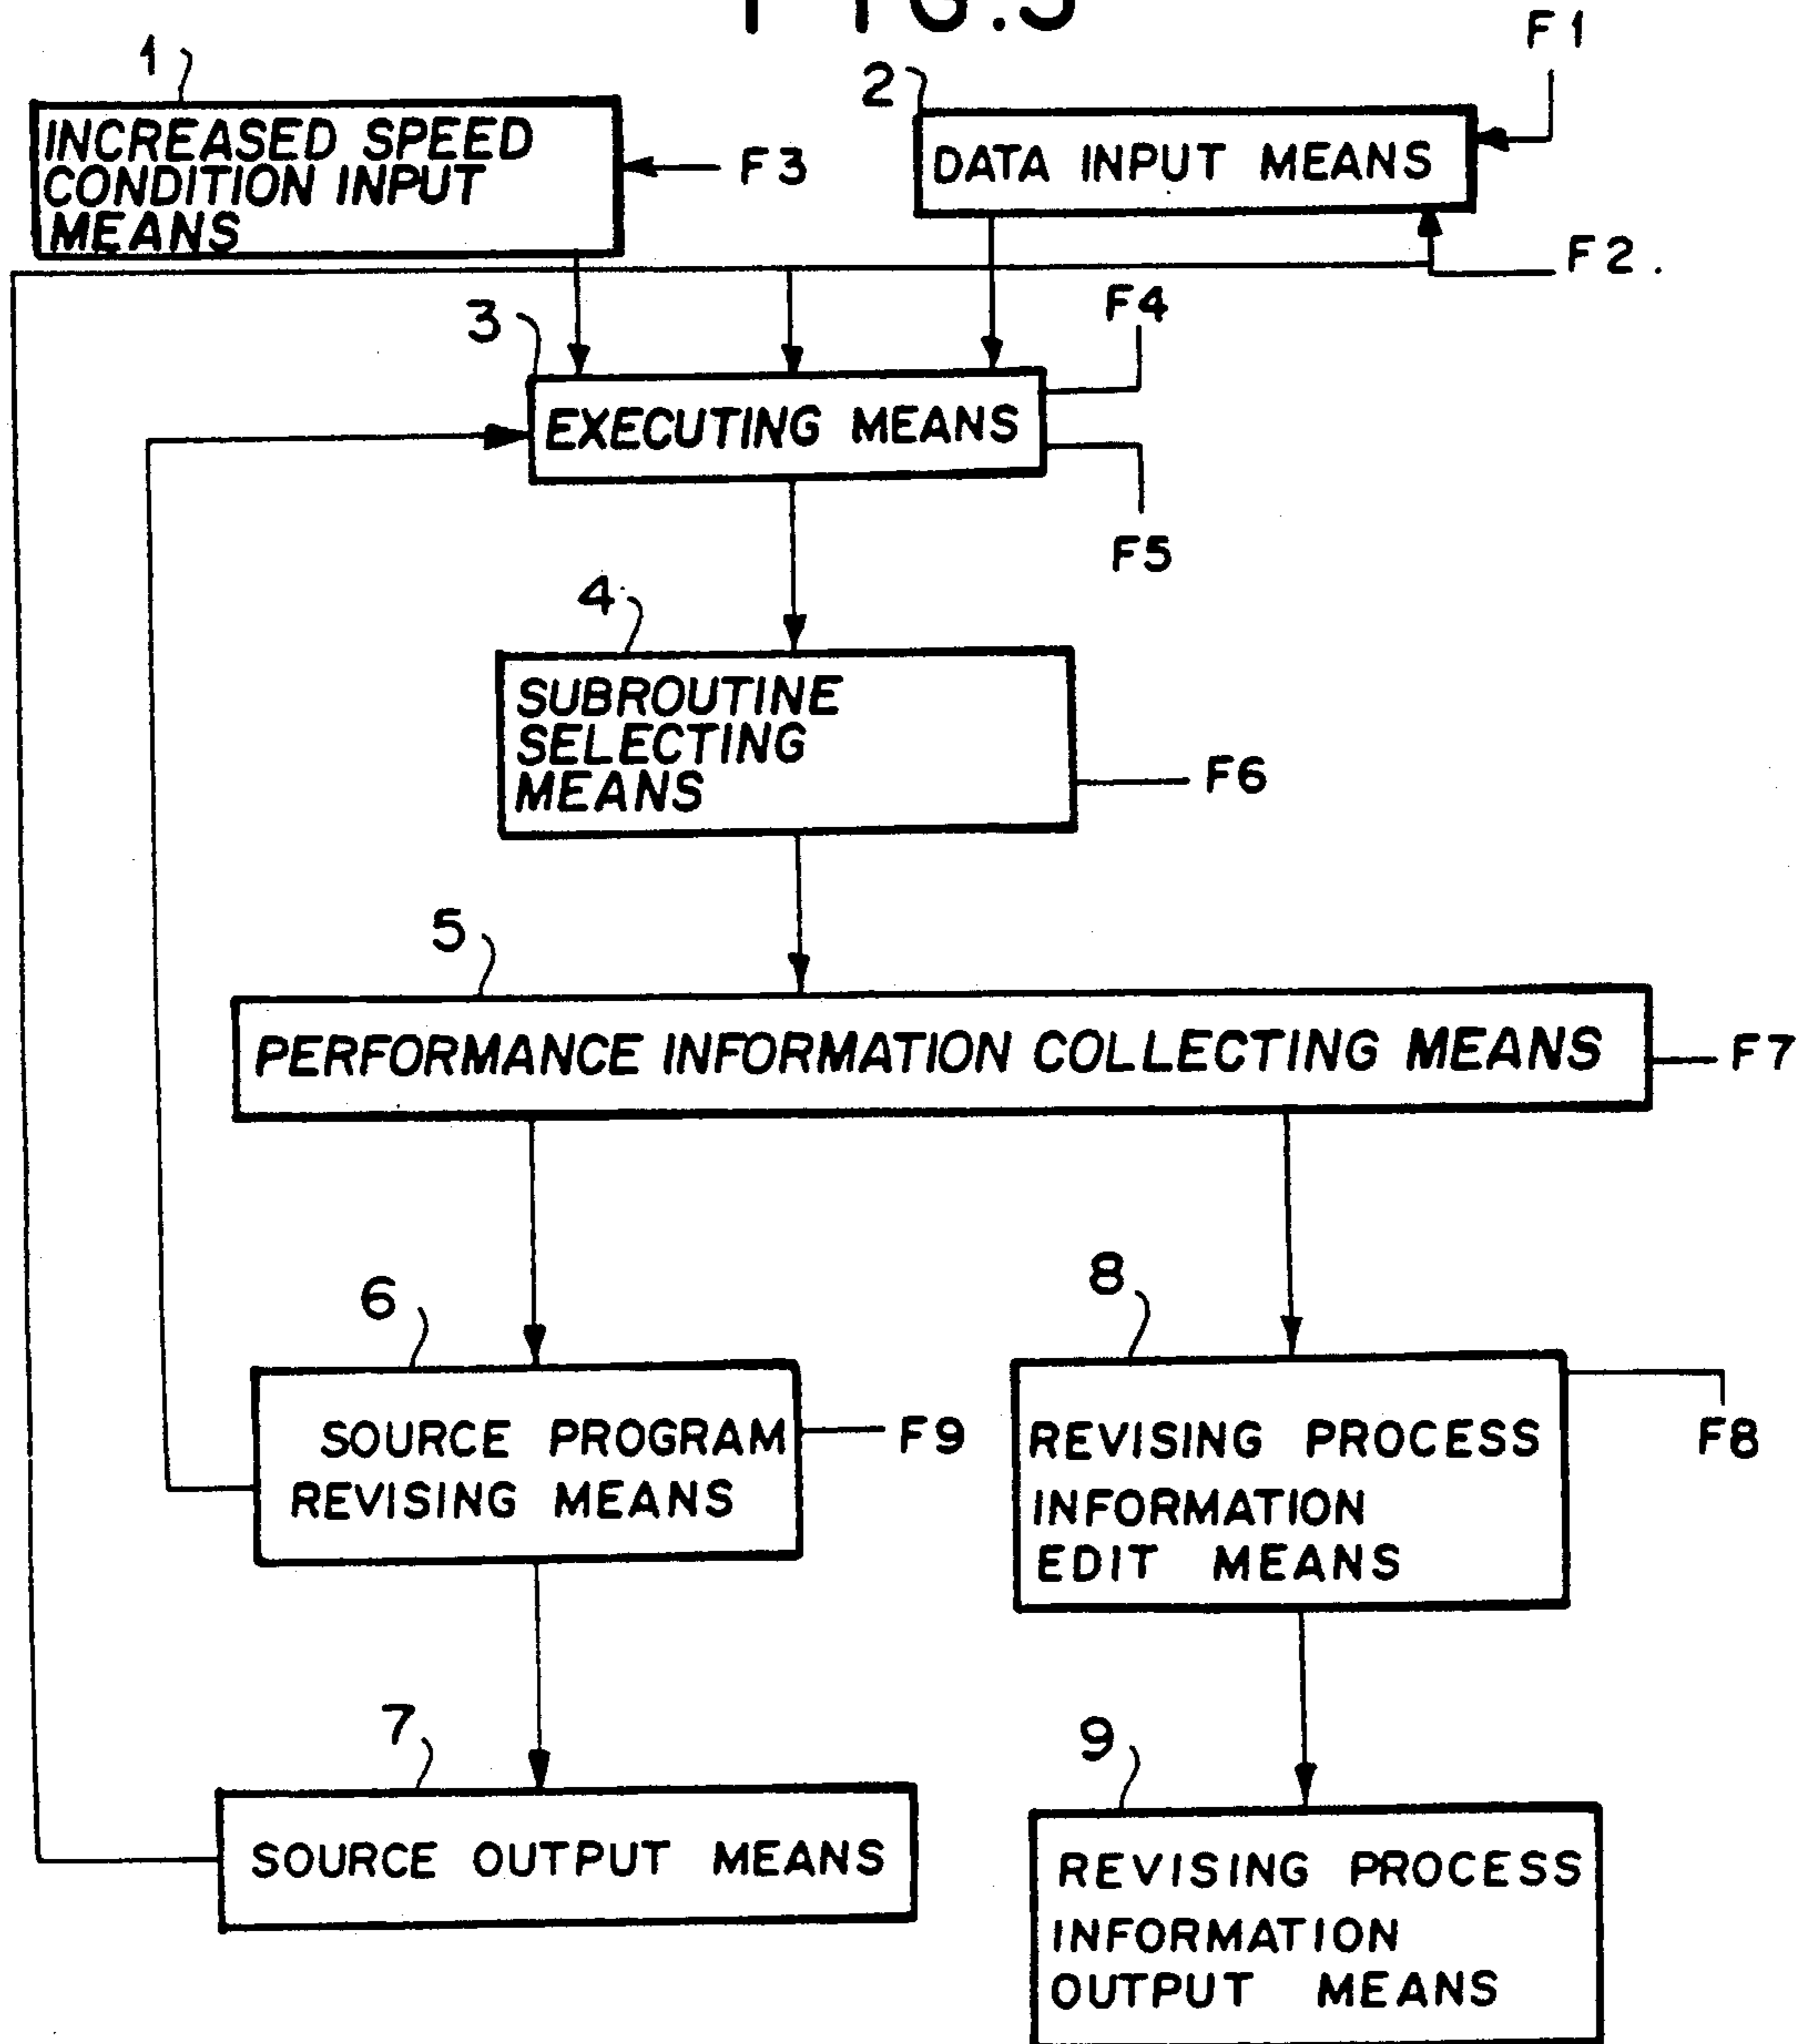 FIG.5
1
2
F1
INCREASED SPEED
CONDITION INPUT
MEANS
F3
DATA INPUT MEANS
F2.
3
F4
EXECUTING MEANS
F5
4
SUBROUTINE
SELECTING
MEANS
F6
5
PERFORMANCE INFORMATION COLLECTING MEANS
F7
6
8
SOURCE PROGRAM
REVISING MEANS
F9
REVISING PROCESS
INFORMATION
EDIT MEANS
F8
7
9
SOURCE OUTPUT MEANS
REVISING PROCESS
INFORMATION
OUTPUT MEANS